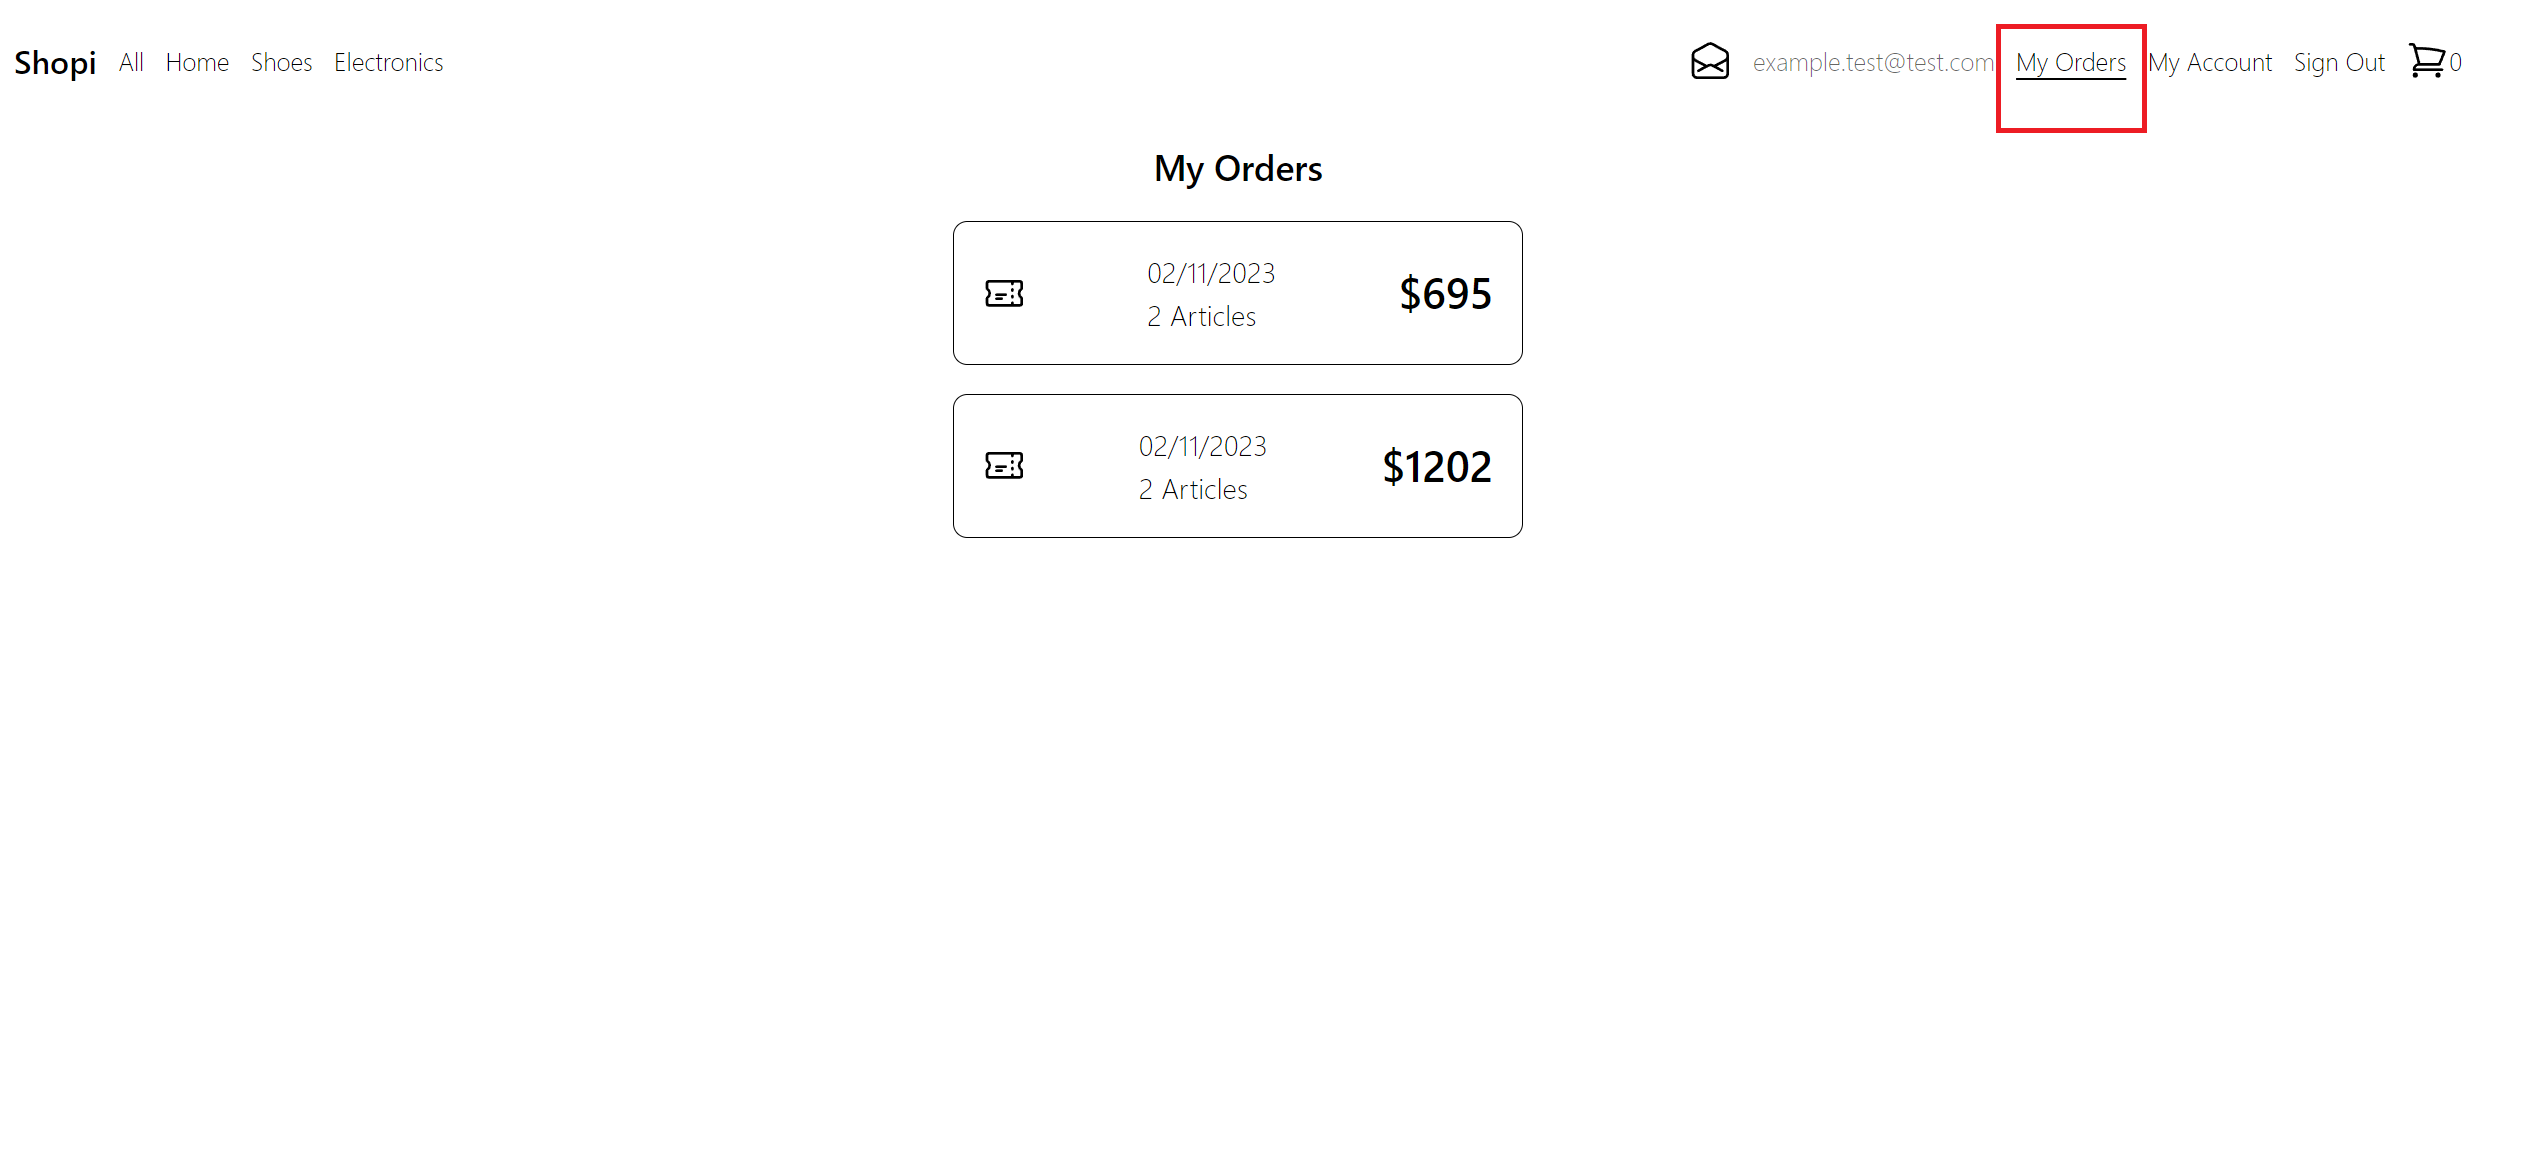 Shopi All Home Shoes Electronics example.test@test.com My Orders My Account Sign Out 0
My Orders
02/11/2023
2 Articles
$695
02/11/2023
2 Articles
$1202